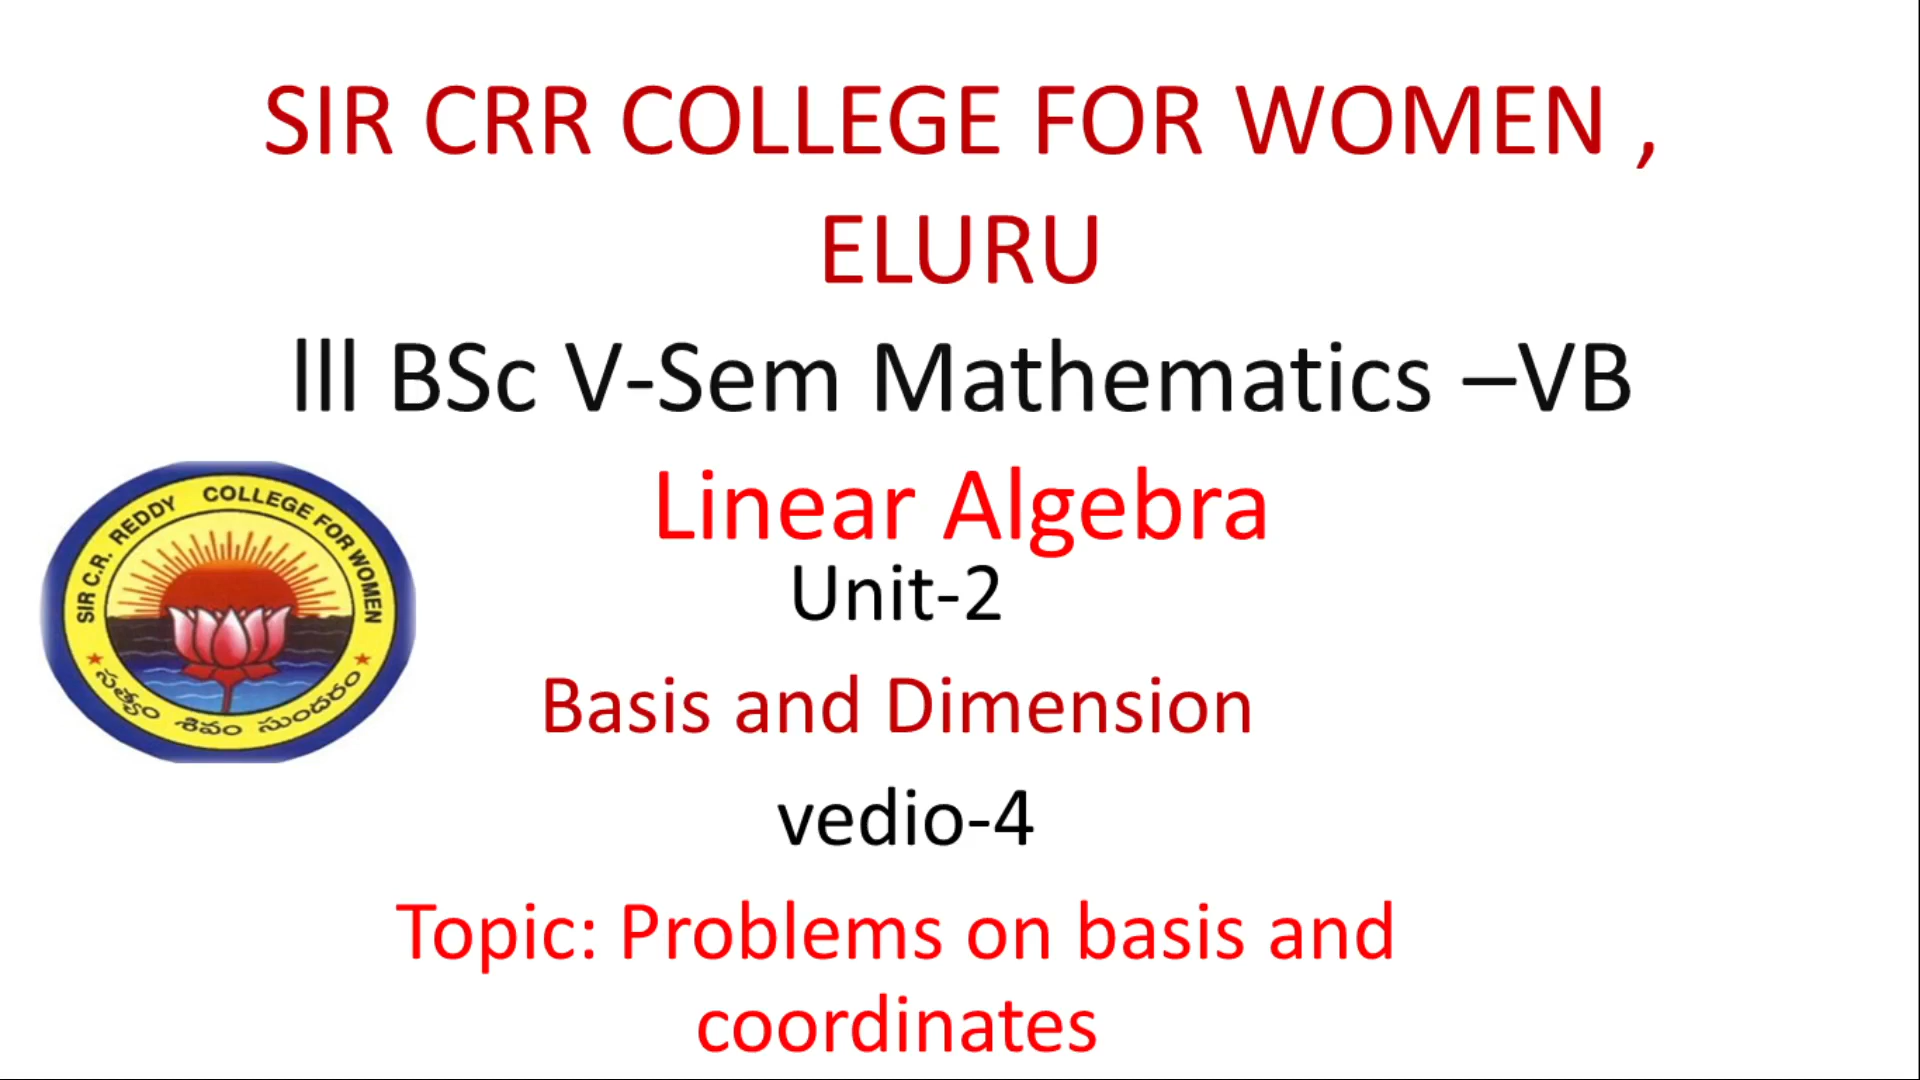 SIR CRR COLLEGE FOR WOMEN ,
ELURU
lll BSc V-Sem Mathematics –VB
Linear Algebra
SIR C.R. REDDY COLLEGE FOR WOMEN
సత్యం శివం సుందరం
Unit-2
Basis and Dimension
vedio-4
Topic: Problems on basis and
coordinates